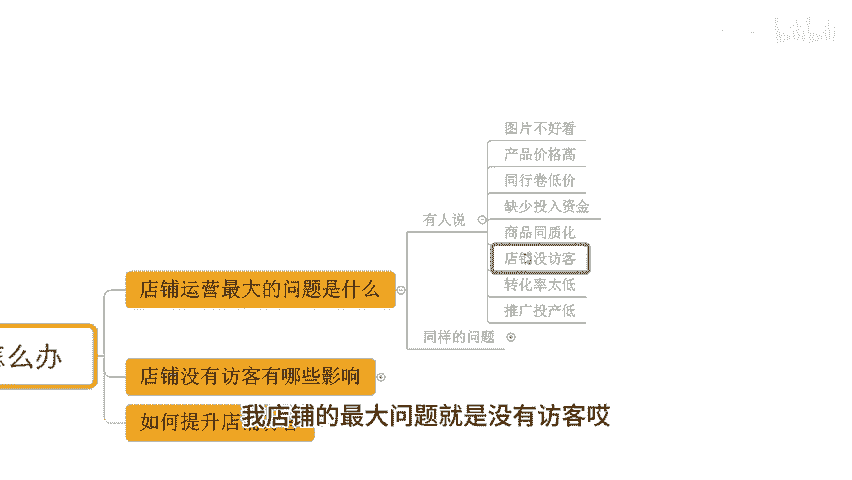 图片不好看
产品价格高
同行卷低价
缺少投入资金
有人说
商品同质化
店铺没访客
转化率太低
推广投产低
同样的问题
店铺运营最大的问题是什么
怎么办
店铺没有访客有哪些影响
如何提升店
我店铺的最大问题就是没有访客哎